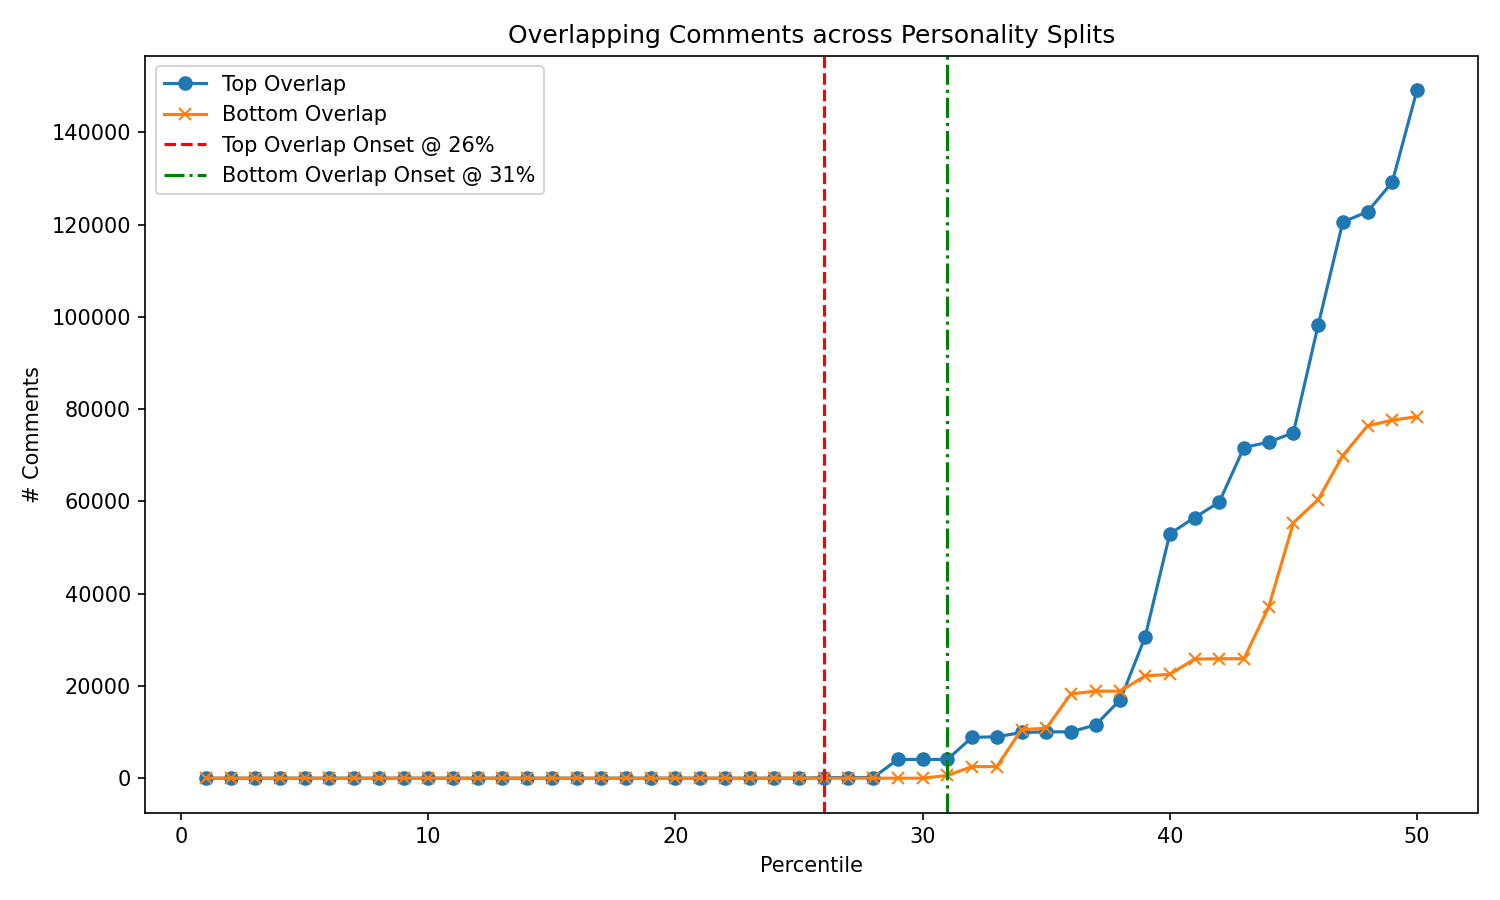 Overlapping Comments across Personality Splits
Top Overlap
Bottom Overlap
Top Overlap Onset @ 26%
Bottom Overlap Onset @ 31%
# Comments
140000
120000
100000
80000
60000
40000
20000
0
0 10 20 30 40 50
Percentile